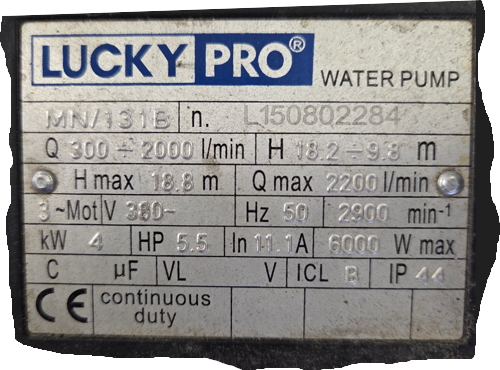 LUCKY PRO® WATER PUMP
MN/131B n. L150802284
Q 300 ÷ 2000 l/min H 18.2 ÷ 9.8 m
H max 18.8 m Q max 2200 l/min
3~Mot V 380~ Hz 50 2900 min-¹
kW 4 HP 5.5 In 11.1A 6000 W max
C µF VL V ICL B IP 44
CE continuous
duty